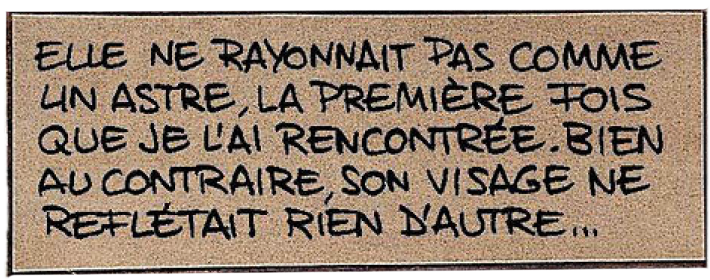 ELLE NE RAYONNAIT PAS COMME
UN ASTRE, LA PREMIÈRE FOIS
QUE JE L'AI RENCONTRÉE. BIEN
AU CONTRAIRE, SON VISAGE NE
REFLÉTAIT RIEN D'AUTRE...